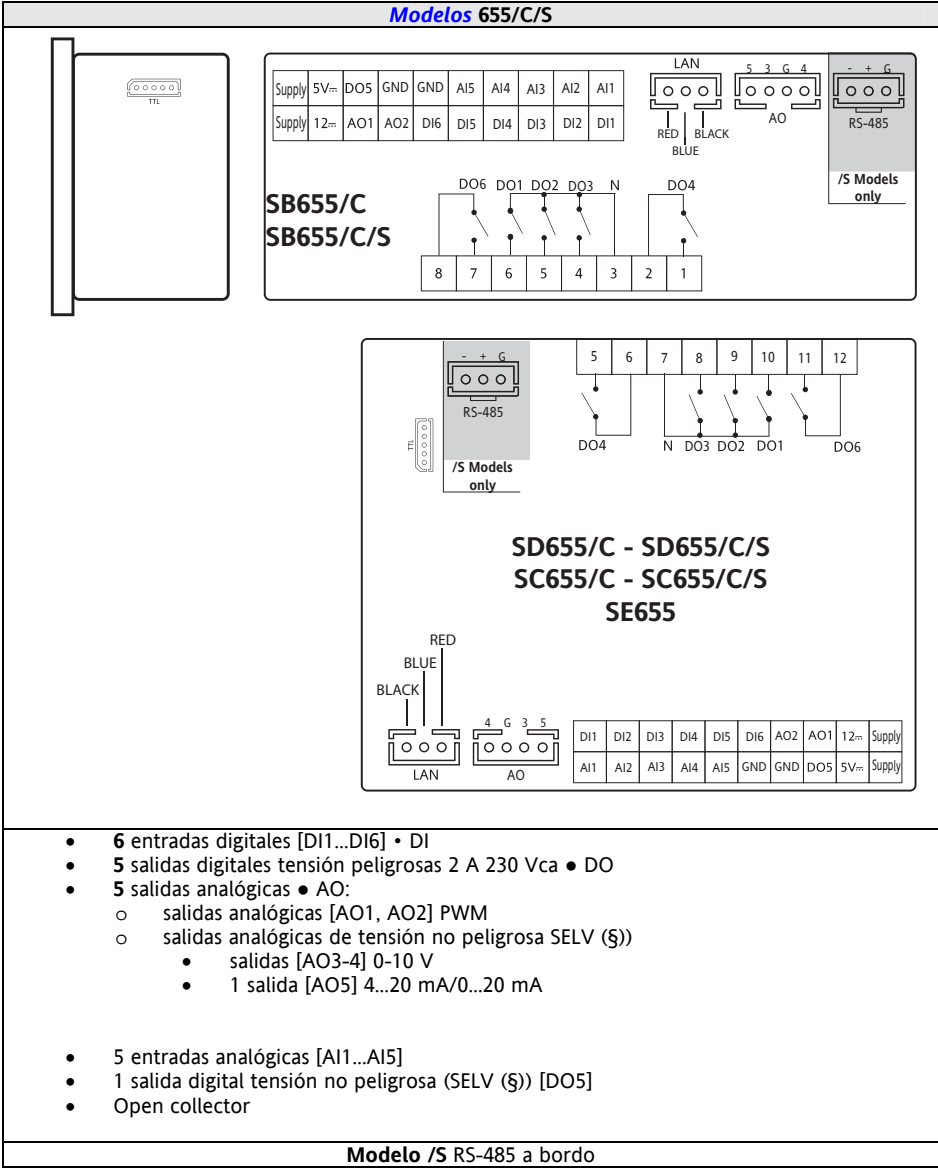 Modelos 655/C/S
TTL
Supply 5V⎓ DO5 GND GND AI5 AI4 AI3 AI2 AI1
Supply 12⎓ AO1 AO2 DI6 DI5 DI4 DI3 DI2 DI1
LAN
RED BLACK
BLUE
5 3 G 4
AO
- + G
RS-485
/S Models
only
SB655/C
SB655/C/S
DO6 DO1 DO2 DO3 N DO4
8 7 6 5 4 3 2 1
- + G
RS-485
TTL
/S Models
only
5 6 7 8 9 10 11 12
DO4 N DO3 DO2 DO1 DO6
SD655/C - SD655/C/S
SC655/C - SC655/C/S
SE655
RED
BLUE
BLACK
LAN
4 G 3 5
AO
DI1 DI2 DI3 DI4 DI5 DI6 AO2 AO1 12⎓ Supply
AI1 AI2 AI3 AI4 AI5 GND GND DO5 5V⎓ Supply
• 6 entradas digitales [DI1...DI6] • DI
• 5 salidas digitales tensión peligrosas 2 A 230 Vca ● DO
• 5 salidas analógicas ● AO:
o salidas analógicas [AO1, AO2] PWM
o salidas analógicas de tensión no peligrosa SELV (§))
• salidas [AO3-4] 0-10 V
• 1 salida [AO5] 4...20 mA/0...20 mA
• 5 entradas analógicas [AI1...AI5]
• 1 salida digital tensión no peligrosa (SELV (§)) [DO5]
• Open collector
Modelo /S RS-485 a bordo